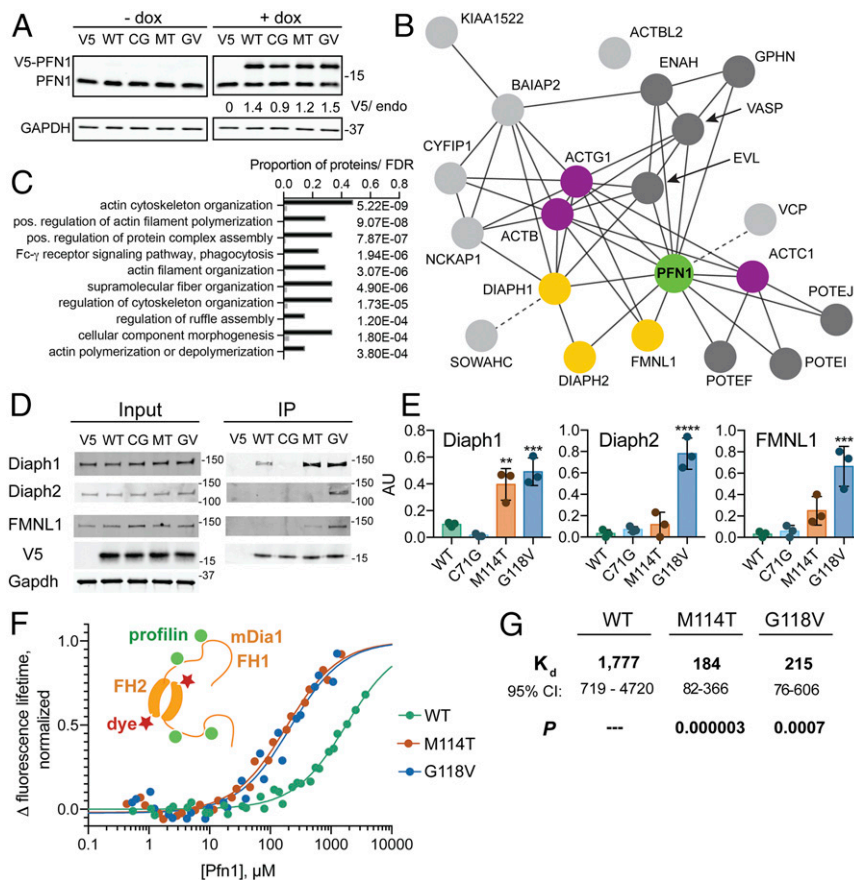 A
- dox
+ dox
V5 WT CG MT GV
V5 WT CG MT GV
V5-PFN1
PFN1
-15
0 1.4 0.9 1.2 1.5 V5/ endo
GAPDH
-37
B
KIAA1522
ACTBL2
ENAH
GPHN
BAIAP2
VASP
CYFIP1
ACTG1
EVL
ACTB
VCP
NCKAP1
PFN1
ACTC1
DIAPH1
POTEJ
SOWAHC
DIAPH2
FMNL1
POTEF
POTEI
C
Proportion of proteins/ FDR
0.0 0.4 0.8
actin cytoskeleton organization 5.22E-09
pos. regulation of actin filament polymerization 9.07E-08
pos. regulation of protein complex assembly 7.87E-07
Fc-γ receptor signaling pathway, phagocytosis 1.94E-06
actin filament organization 3.07E-06
supramolecular fiber organization 4.90E-06
regulation of cytoskeleton organization 1.73E-05
regulation of ruffle assembly 1.20E-04
cellular component morphogenesis 1.80E-04
actin polymerization or depolymerization 3.80E-04
D
Input
IP
V5 WT CG MT GV
V5 WT CG MT GV
Diaph1 -150 -150
Diaph2 -150 -150
FMNL1 -150 -150
V5 -15 -15
Gapdh -37
E
AU
Diaph1
0.8
0.6
0.4
0.2
0.0
** ***
WT C71G M114T G118V
Diaph2
1.0
0.8
0.6
0.4
0.2
0.0
****
WT C71G M114T G118V
FMNL1
1.0
0.8
0.6
0.4
0.2
0.0
***
WT C71G M114T G118V
F
Δ fluorescence lifetime,
normalized
1.0
0.5
0.0
profilin
mDia1
FH1
FH2
dye
WT
M114T
G118V
0.1 1 10 100 1000 10000
[Pfn1], µM
G
WT M114T G118V
Kd 1,777 184 215
95% CI: 719 - 4720 82-366 76-606
P --- 0.000003 0.0007